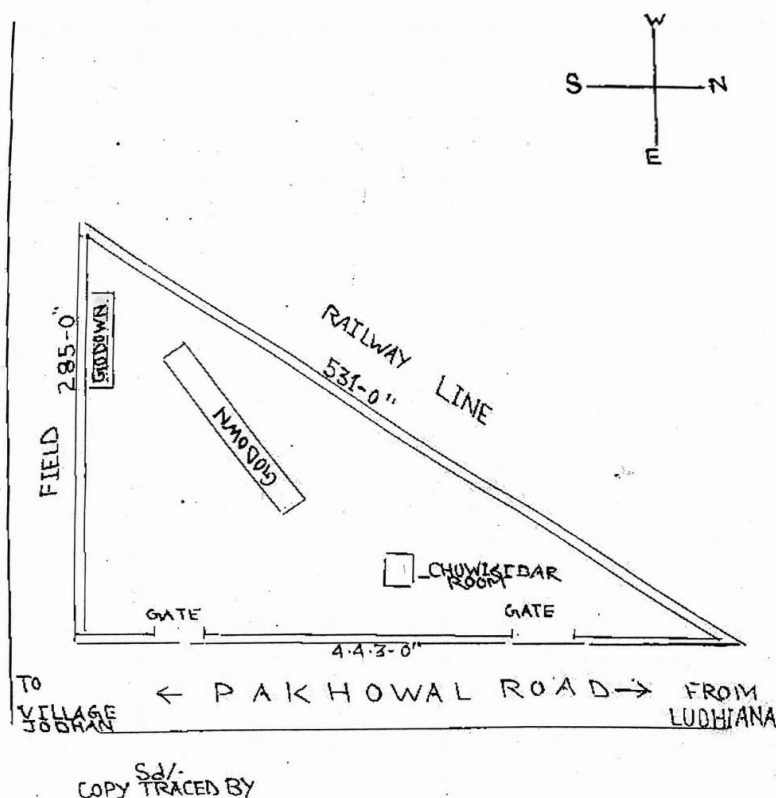 W
S N
E
GODOWN
285-0"
FIELD
GODOWN
RAILWAY LINE
531-0"
CHOWKIDAR
ROOM
GATE
GATE
4.4.3-0"
TO
VILLAGE
JODHAN
← PAKHOWAL ROAD →
FROM
LUDHIANA
Sd/-
COPY TRACED BY